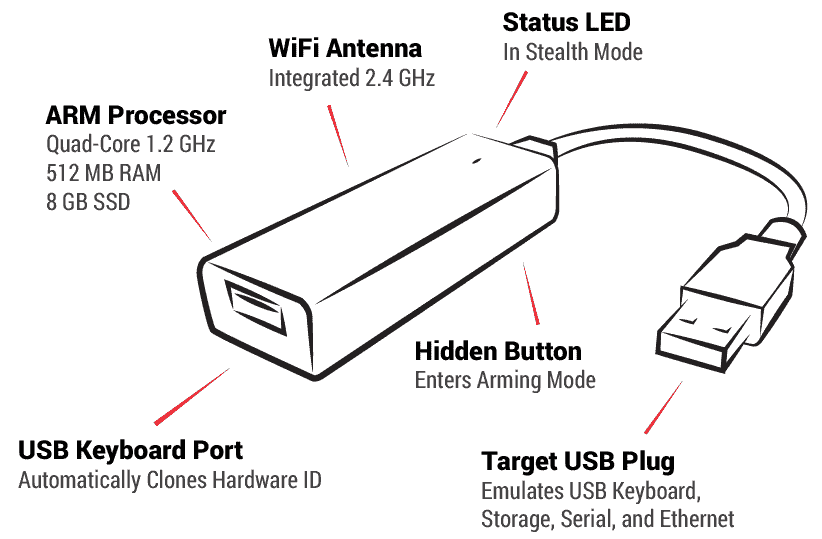 Status LED
In Stealth Mode
WiFi Antenna
Integrated 2.4 GHz
ARM Processor
Quad-Core 1.2 GHz
512 MB RAM
8 GB SSD
Hidden Button
Enters Arming Mode
USB Keyboard Port
Automatically Clones Hardware ID
Target USB Plug
Emulates USB Keyboard,
Storage, Serial, and Ethernet